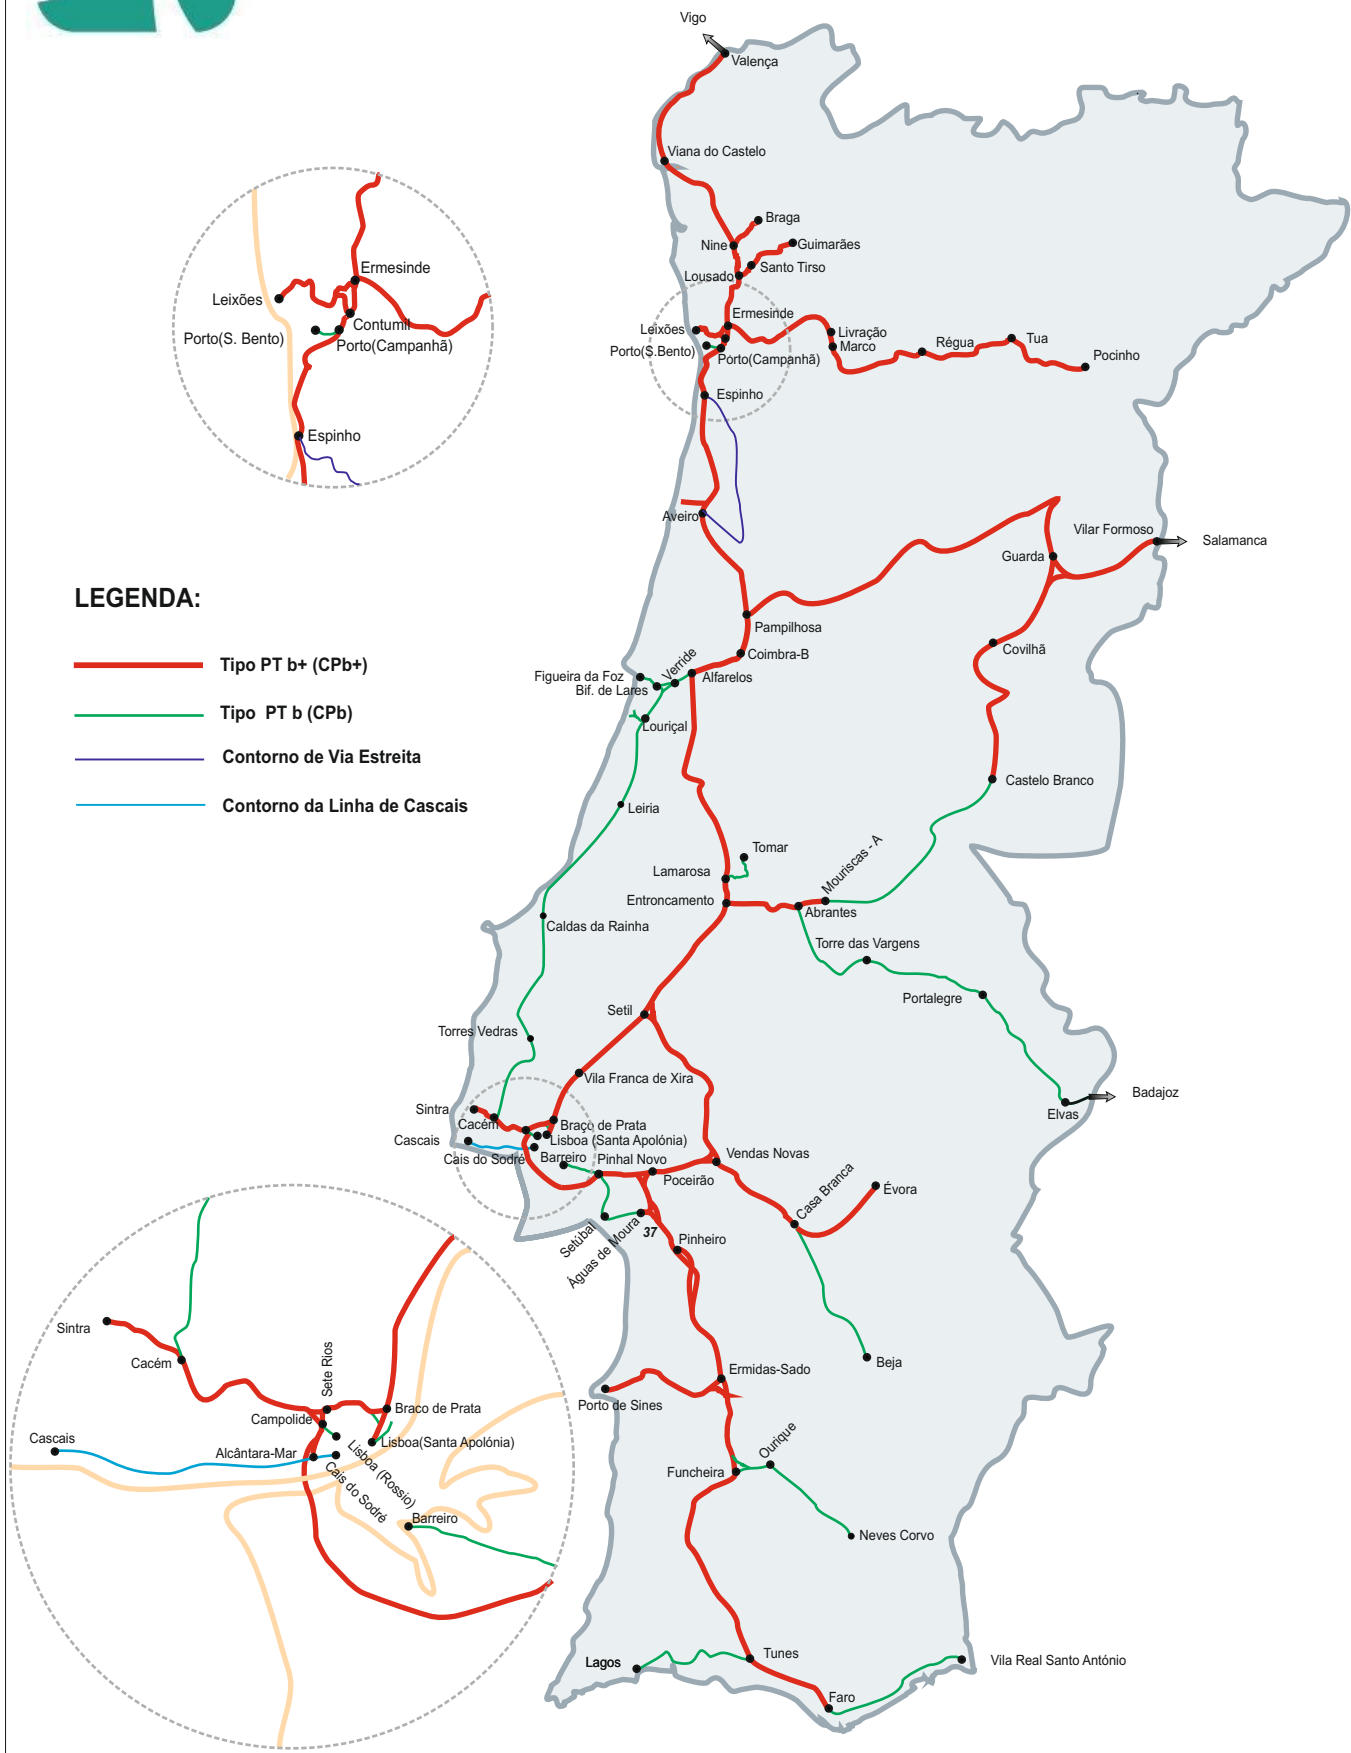 Vigo
Valença
Viana do Castelo
Braga
Nine
Guimarães
Santo Tirso
Lousado
Ermesinde
Leixões
Livração
Marco
Porto(S.Bento)
Porto(Campanhã)
Régua
Tua
Pocinho
Espinho
Aveiro
Vilar Formoso
Salamanca
Guarda
Pampilhosa
Covilhã
Coimbra-B
Verride
Figueira da Foz
Alfarelos
Bif. de Lares
Louriçal
Castelo Branco
Leiria
Tomar
Lamarosa
Mouriscas - A
Entroncamento
Abrantes
Caldas da Rainha
Torre das Vargens
Portalegre
Setil
Torres Vedras
Vila Franca de Xira
Badajoz
Elvas
Sintra
Cacém
Braço de Prata
Cascais
Lisboa (Santa Apolónia)
Cais do Sodré
Barreiro
Pinhal Novo
Vendas Novas
Poceirão
Casa Branca
Évora
Setúbal
Águas de Moura
37
Pinheiro
Beja
Ermidas-Sado
Porto de Sines
Ourique
Funcheira
Neves Corvo
Lagos
Tunes
Vila Real Santo António
Faro
Ermesinde
Leixões
Contumil
Porto(S. Bento)
Porto(Campanhã)
Espinho
LEGENDA:
Tipo PT b+ (CPb+)
Tipo PT b (CPb)
Contorno de Via Estreita
Contorno da Linha de Cascais
Sintra
Cacém
Sete Rios
Campolide
Braco de Prata
Cascais
Alcântara-Mar
Lisboa(Santa Apolónia)
Lisboa (Rossio)
Cais do Sodré
Barreiro